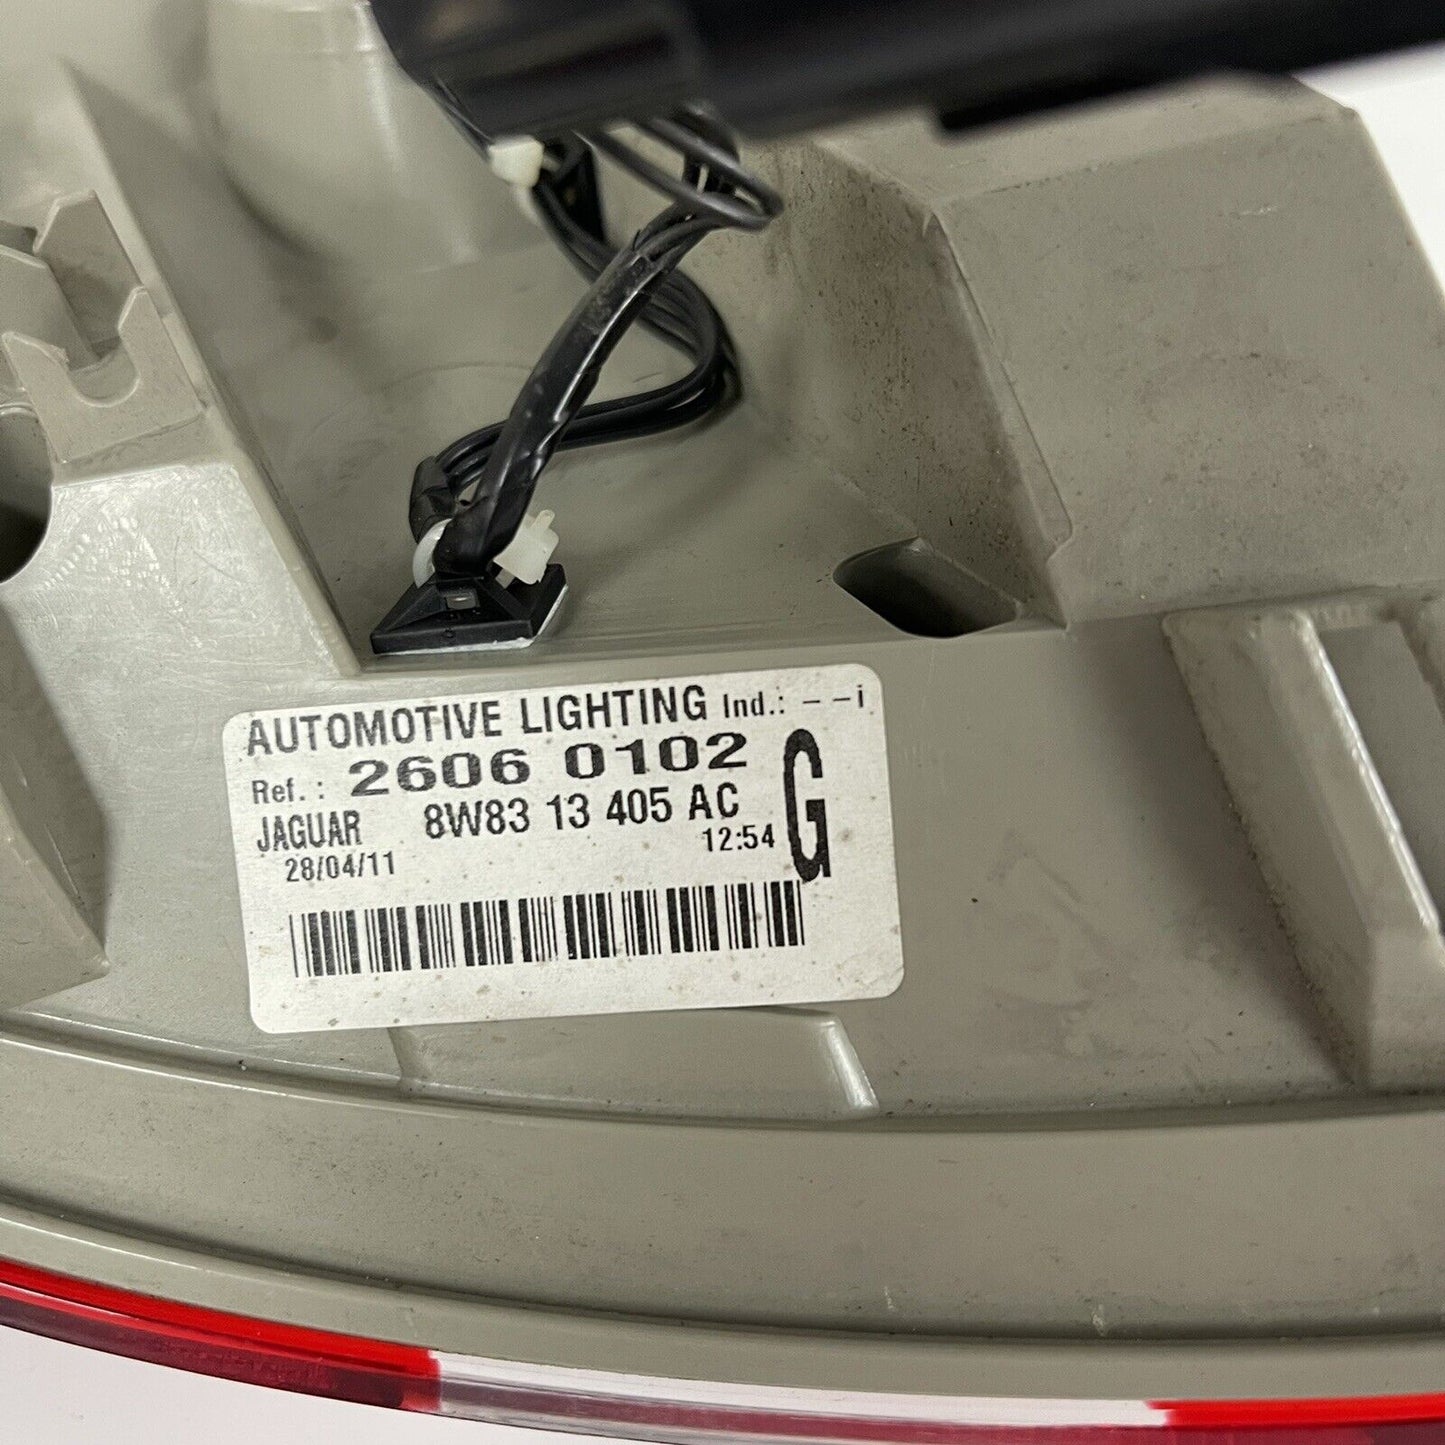 AUTOMOTIVE LIGHTING Ind.: - -i
Ref.: 2606 0102
JAGUAR 8W83 13 405 AC
28/04/11 12:54
G